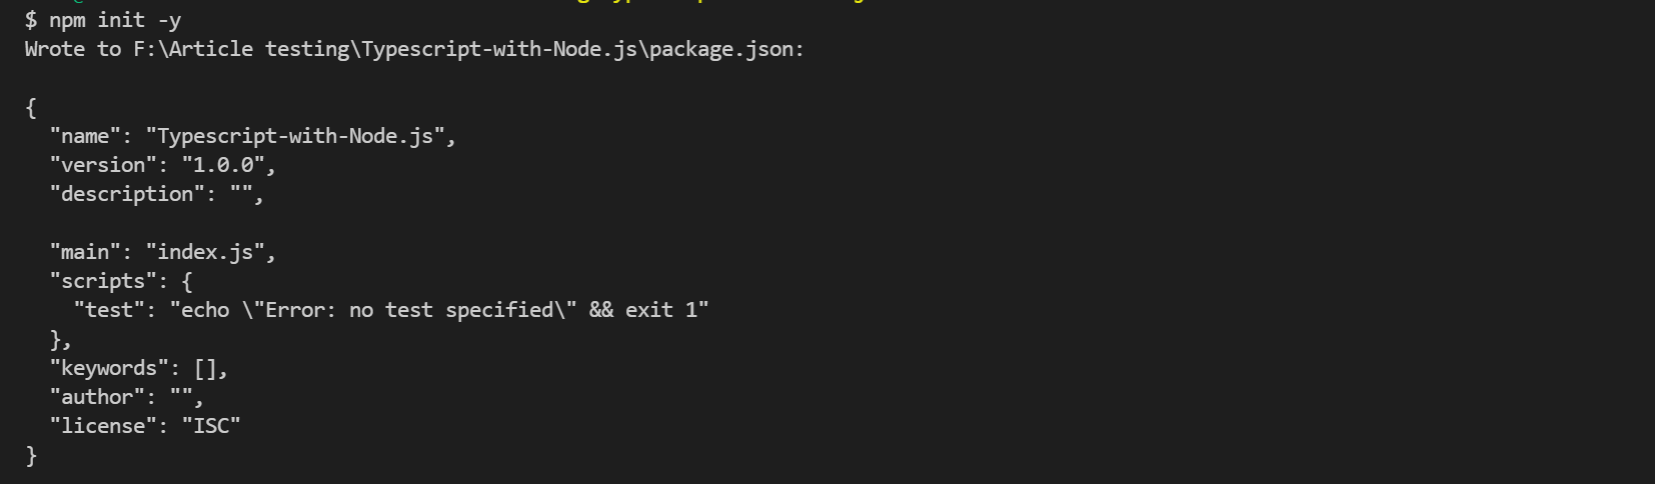 $ npm init -y
Wrote to F:\Article testing\Typescript-with-Node.js\package.json:
{
"name": "Typescript-with-Node.js",
"version": "1.0.0",
"description": "",
"main": "index.js",
"scripts": {
"test": "echo \"Error: no test specified\" && exit 1"
},
"keywords": [],
"author": "",
"license": "ISC"
}